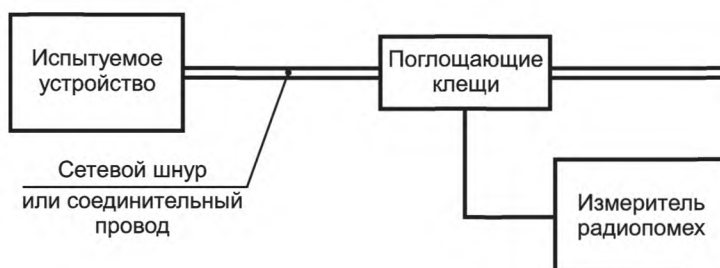 Испытуемое
устройство
Поглощающие
клещи
Сетевой шнур
или соединительный
провод
Измеритель
радиопомех